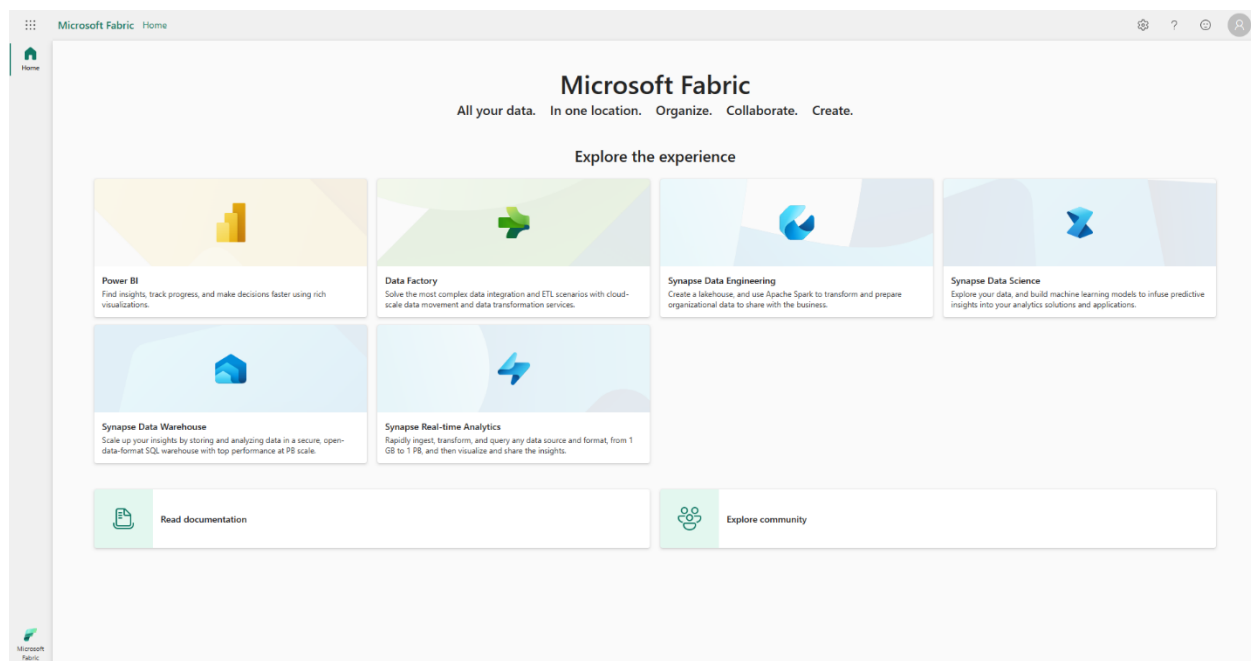 Microsoft Fabric Home
Home
Microsoft Fabric
All your data. In one location. Organize. Collaborate. Create.
Explore the experience
Power BI
Find insights, track progress, and make decisions faster using rich
visualizations.
Data Factory
Solve the most complex data integration and ETL scenarios with cloud-
scale data movement and data transformation services.
Synapse Data Engineering
Create a lakehouse, and use Apache Spark to transform and prepare
organizational data to share with the business.
Synapse Data Science
Explore your data, and build machine learning models to infuse predictive
insights into your analytics solutions and applications.
Synapse Data Warehouse
Scale up your insights by storing and analyzing data in a secure, open-
data-format SQL warehouse with top performance at PB scale.
Synapse Real-time Analytics
Rapidly ingest, transform, and query any data source and format, from 1
GB to 1 PB, and then visualize and share the insights.
Read documentation
Explore community
Microsoft
Fabric